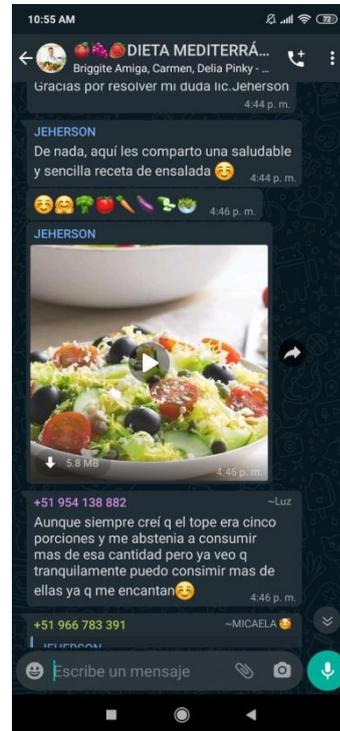 10:55 AM
72
DIETA MEDITERRÁ...
Briggite Amiga, Carmen, Delia Pinky - ...
Gracias por resolver mi duda lic.Jeherson
4:44 p. m.
JEHERSON
De nada, aquí les comparto una saludable
y sencilla receta de ensalada ☺️
4:44 p. m.
4:46 p. m.
JEHERSON
5.8 MB
4:46 p. m.
+51 954 138 882 ~Luz
Aunque siempre creí q el tope era cinco
porciones y me abstenia a consumir
mas de esa cantidad pero ya veo q
tranquilamente puedo consimir mas de
ellas ya q me encantan☺️
4:46 p. m.
+51 966 783 391 ~MICAELA 🥰
JEHERSON
Escribe un mensaje